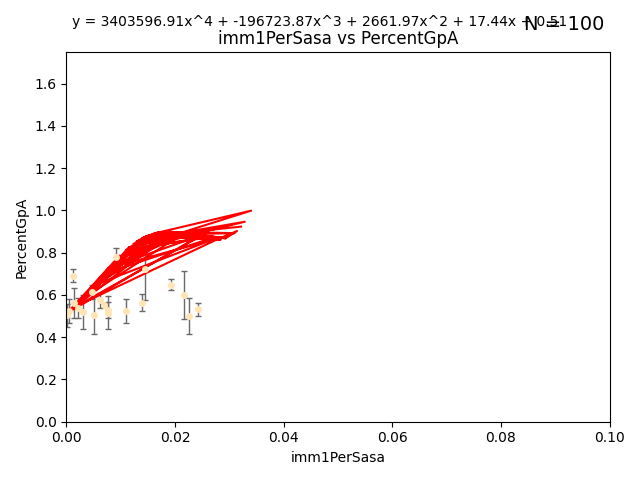 y = 3403596.91x^4 + -196723.87x^3 + 2661.97x^2 + 17.44x + 0.51
N = 100
imm1PerSasa vs PercentGpA
1.6
1.4
1.2
1.0
0.8
0.6
0.4
0.2
0.0
PercentGpA
0.00 0.02 0.04 0.06 0.08 0.10
imm1PerSasa